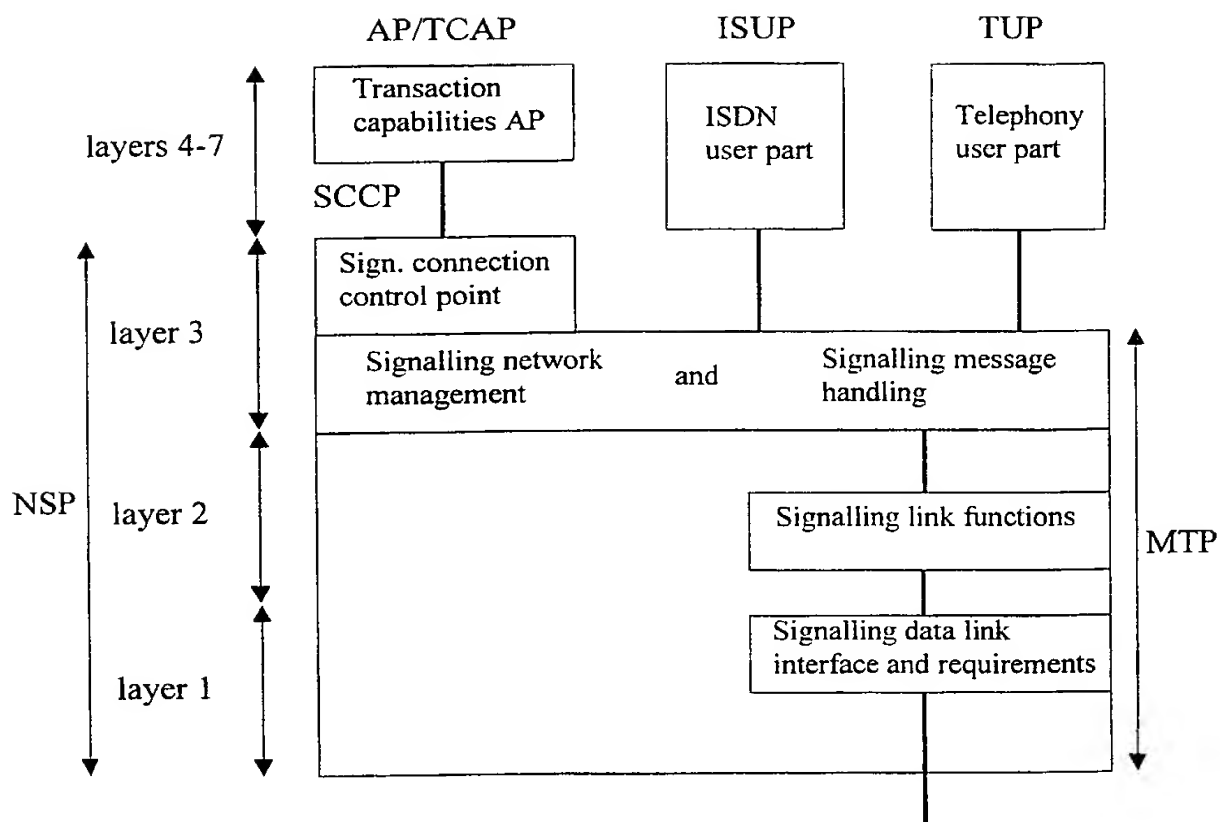 AP/TCAP ISUP TUP
Transaction
capabilities AP
ISDN
user part
Telephony
user part
layers 4-7
SCCP
Sign. connection
control point
layer 3
Signalling network
management
and
Signalling message
handling
NSP
layer 2
Signalling link functions
MTP
Signalling data link
interface and requirements
layer 1